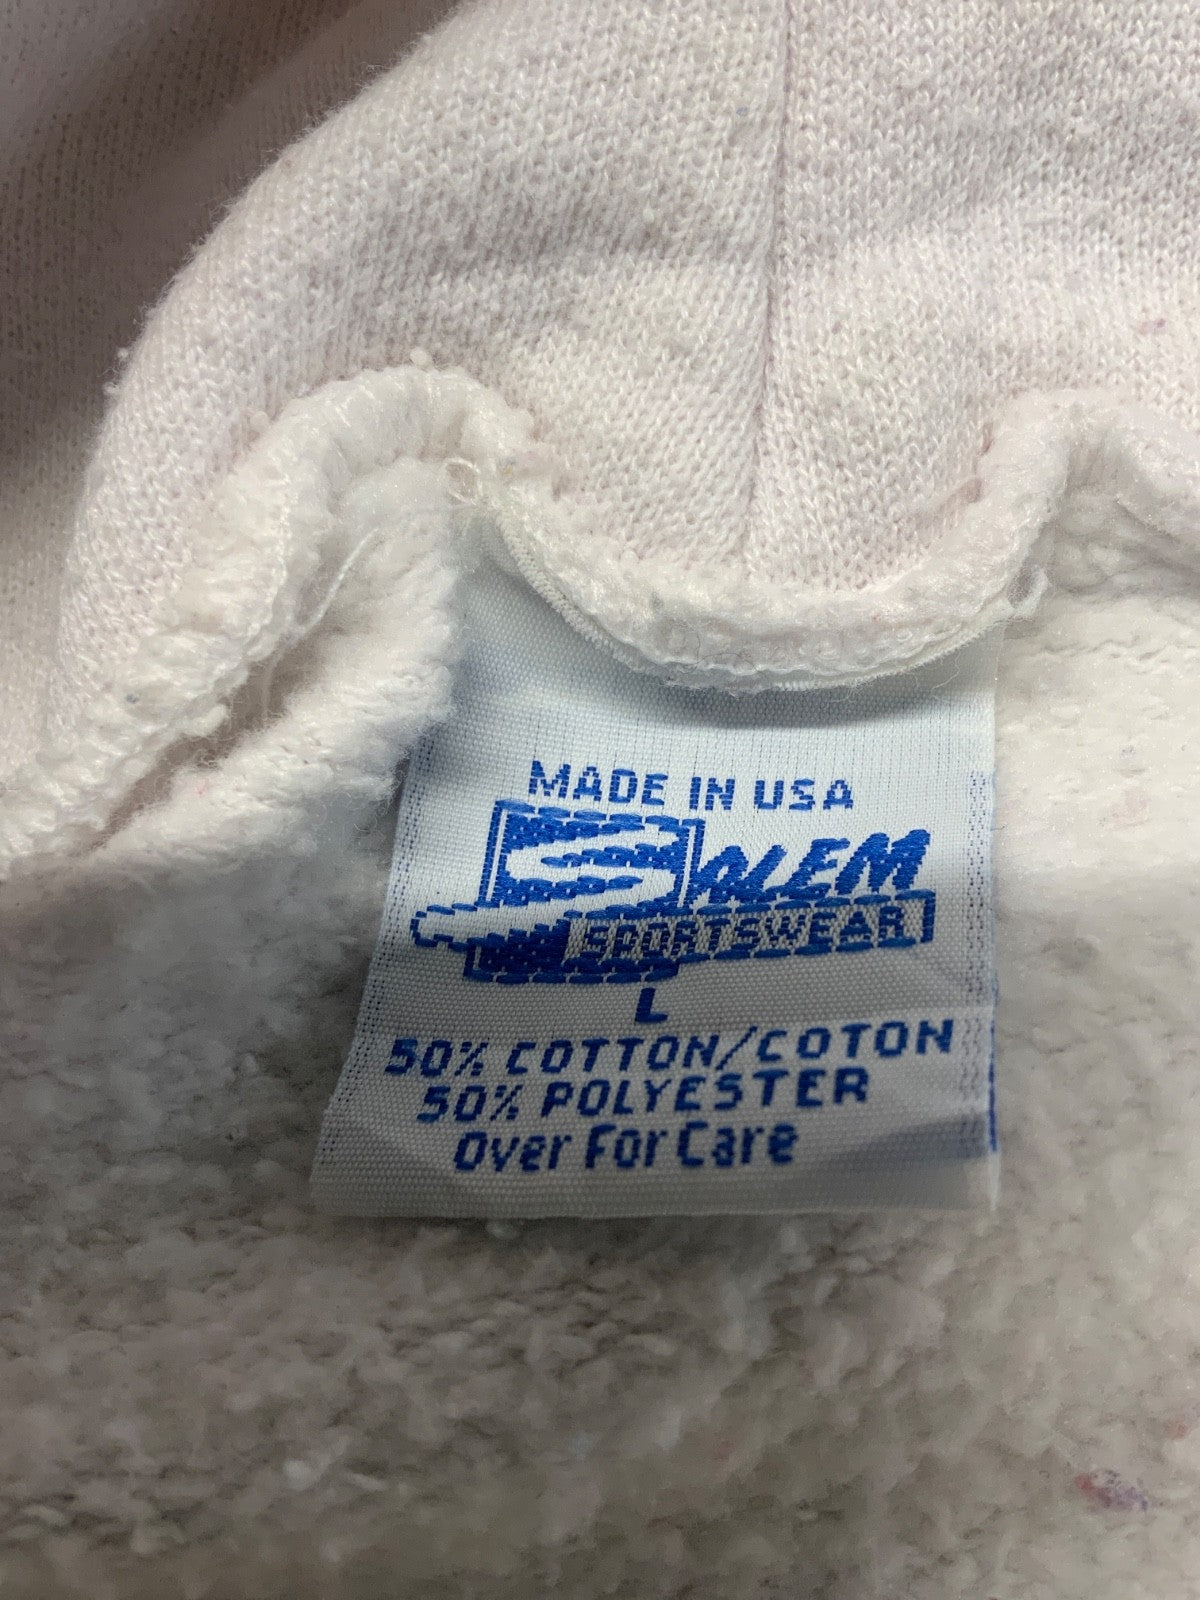 MADE IN USA
SALEM
SPORTSWEAR
L
50% COTTON/COTON
50% POLYESTER
Over For Care